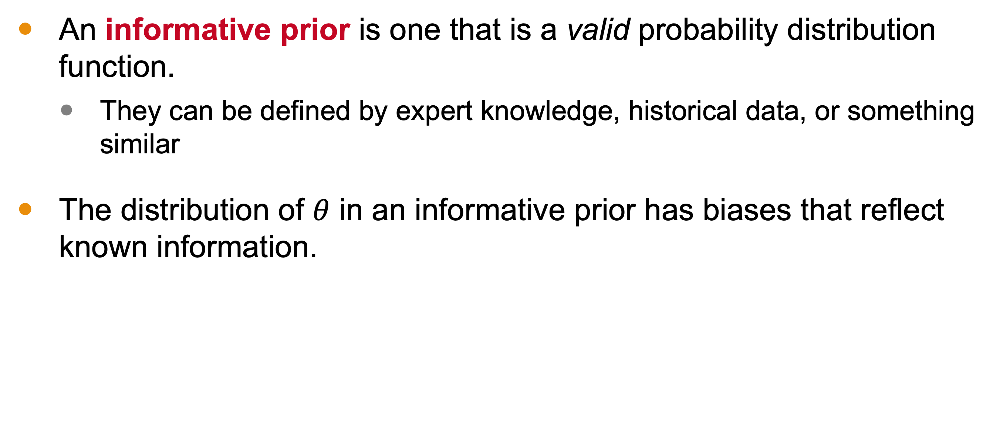 • An informative prior is one that is a valid probability distribution
function.
• They can be defined by expert knowledge, historical data, or something
similar
• The distribution of θ in an informative prior has biases that reflect
known information.